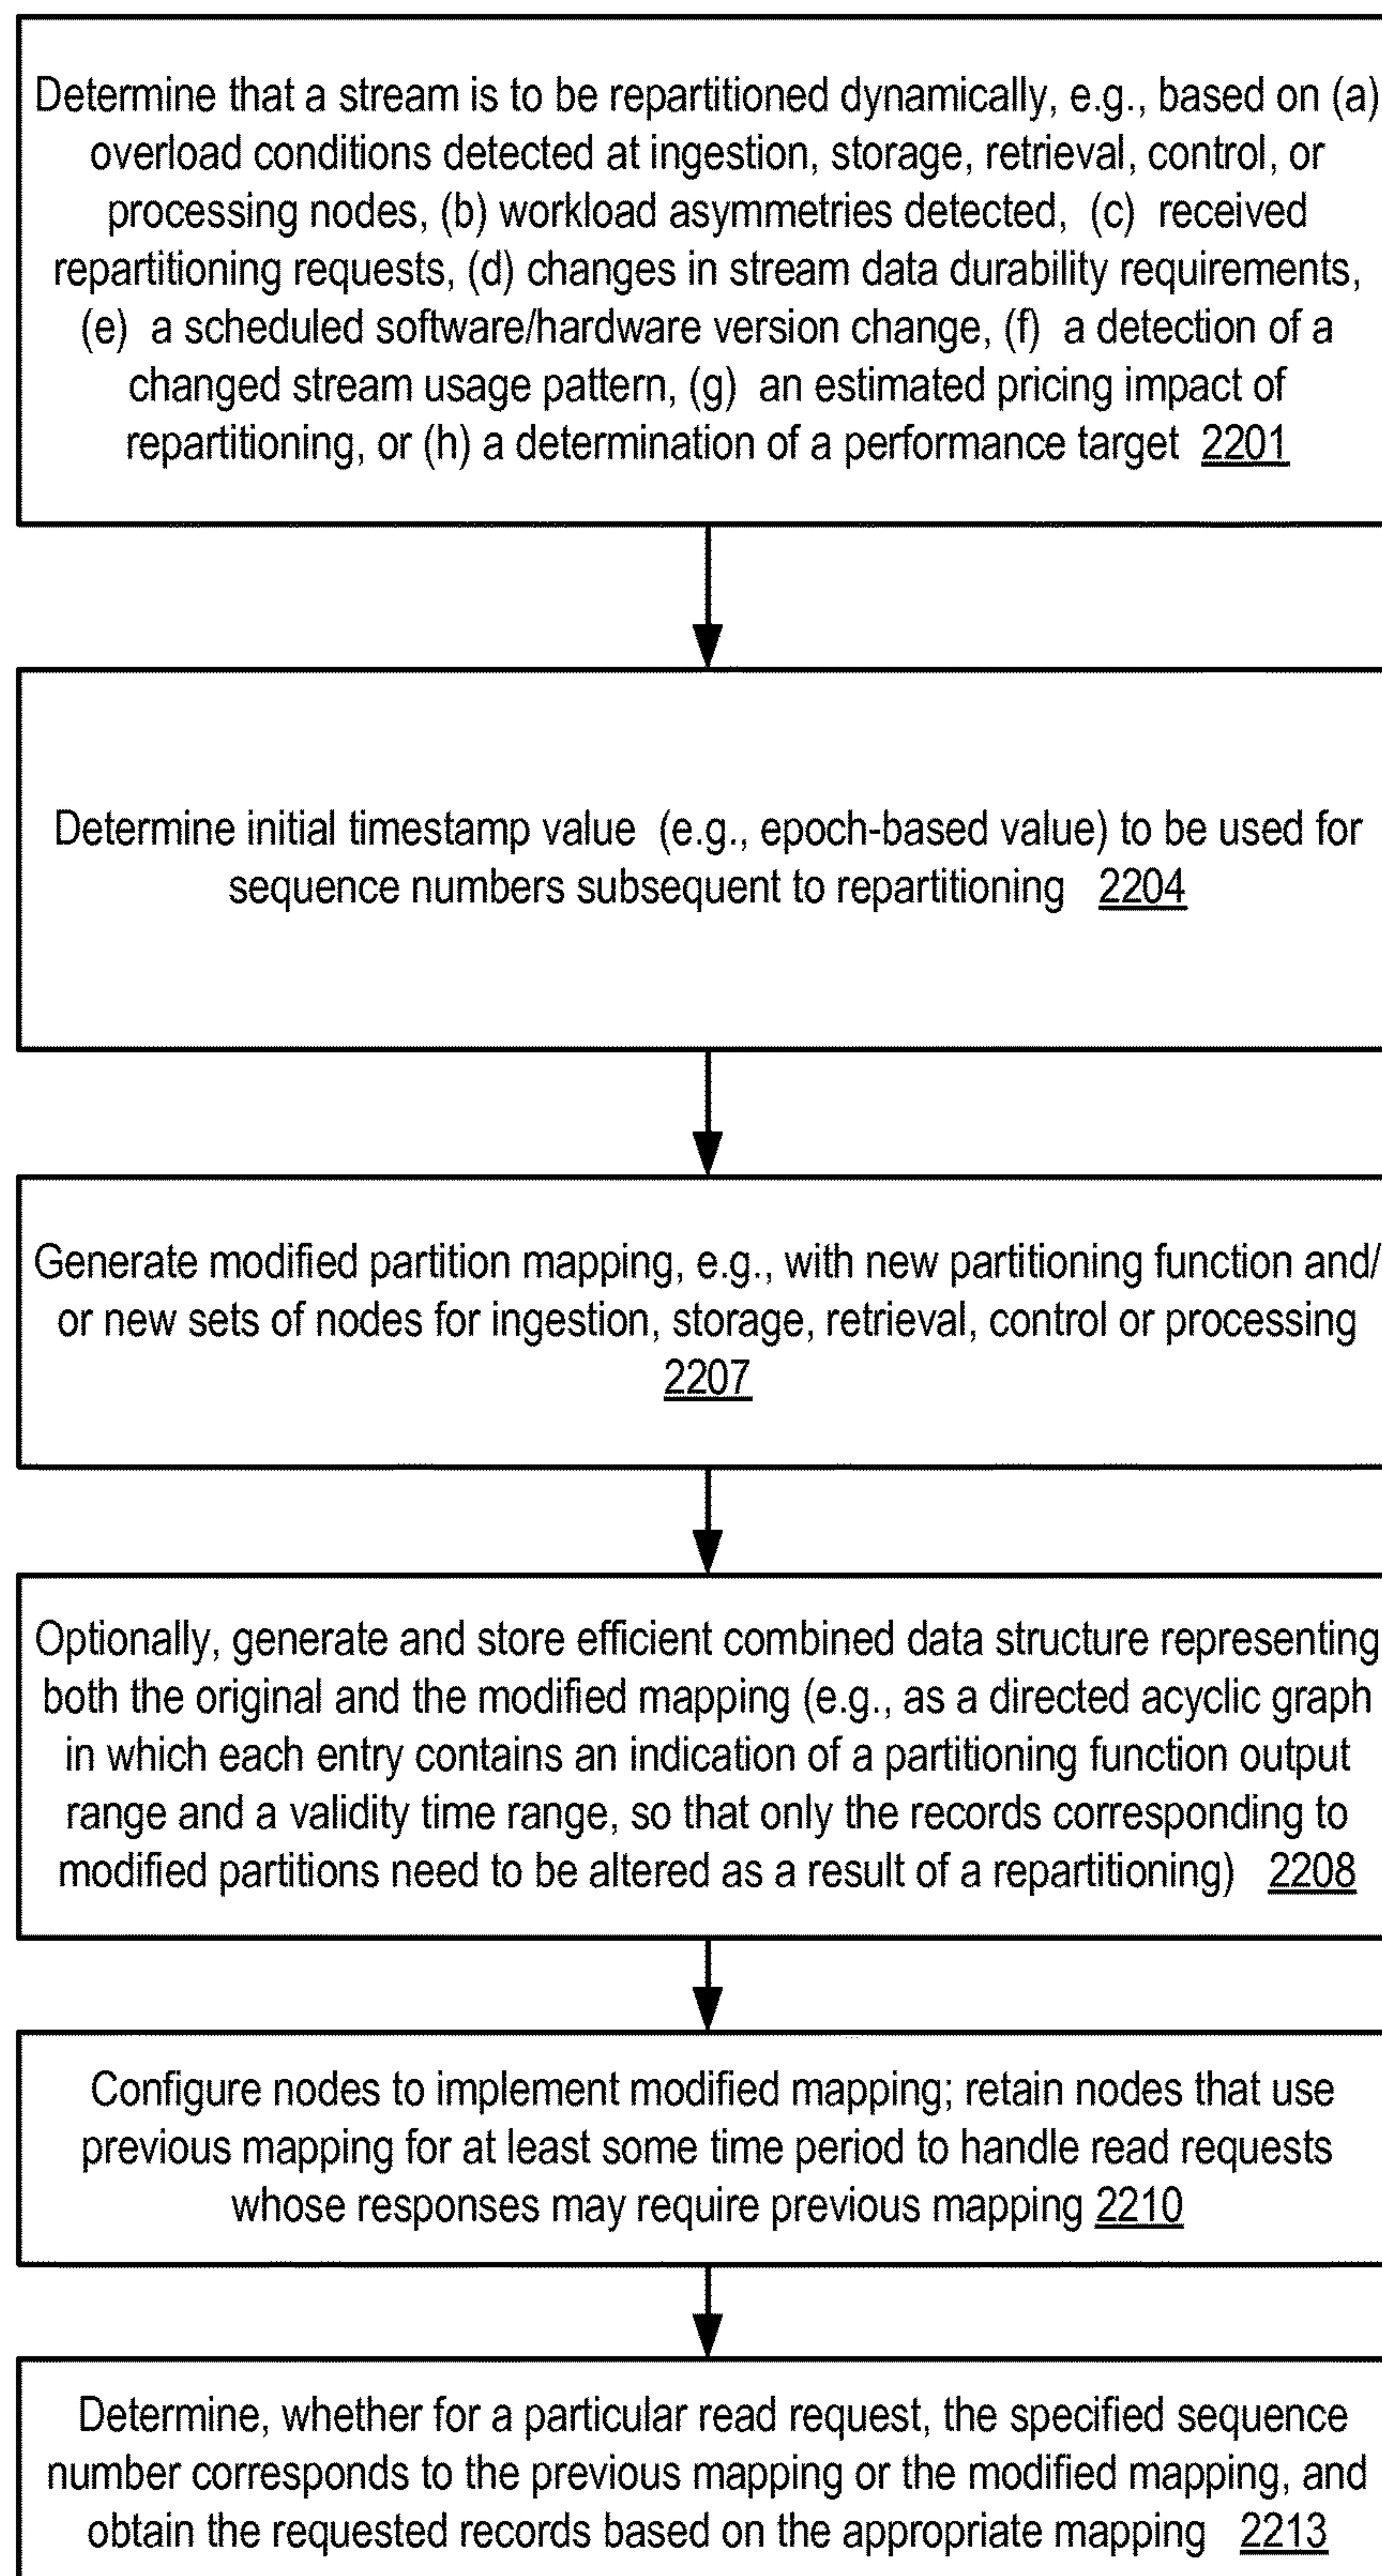 Determine that a stream is to be repartitioned dynamically, e.g., based on (a)
overload conditions detected at ingestion, storage, retrieval, control, or
processing nodes, (b) workload asymmetries detected, (c) received
repartitioning requests, (d) changes in stream data durability requirements,
(e) a scheduled software/hardware version change, (f) a detection of a
changed stream usage pattern, (g) an estimated pricing impact of
repartitioning, or (h) a determination of a performance target 2201
Determine initial timestamp value (e.g., epoch-based value) to be used for
sequence numbers subsequent to repartitioning 2204
Generate modified partition mapping, e.g., with new partitioning function and/
or new sets of nodes for ingestion, storage, retrieval, control or processing
2207
Optionally, generate and store efficient combined data structure representing
both the original and the modified mapping (e.g., as a directed acyclic graph
in which each entry contains an indication of a partitioning function output
range and a validity time range, so that only the records corresponding to
modified partitions need to be altered as a result of a repartitioning) 2208
Configure nodes to implement modified mapping; retain nodes that use
previous mapping for at least some time period to handle read requests
whose responses may require previous mapping 2210
Determine, whether for a particular read request, the specified sequence
number corresponds to the previous mapping or the modified mapping, and
obtain the requested records based on the appropriate mapping 2213